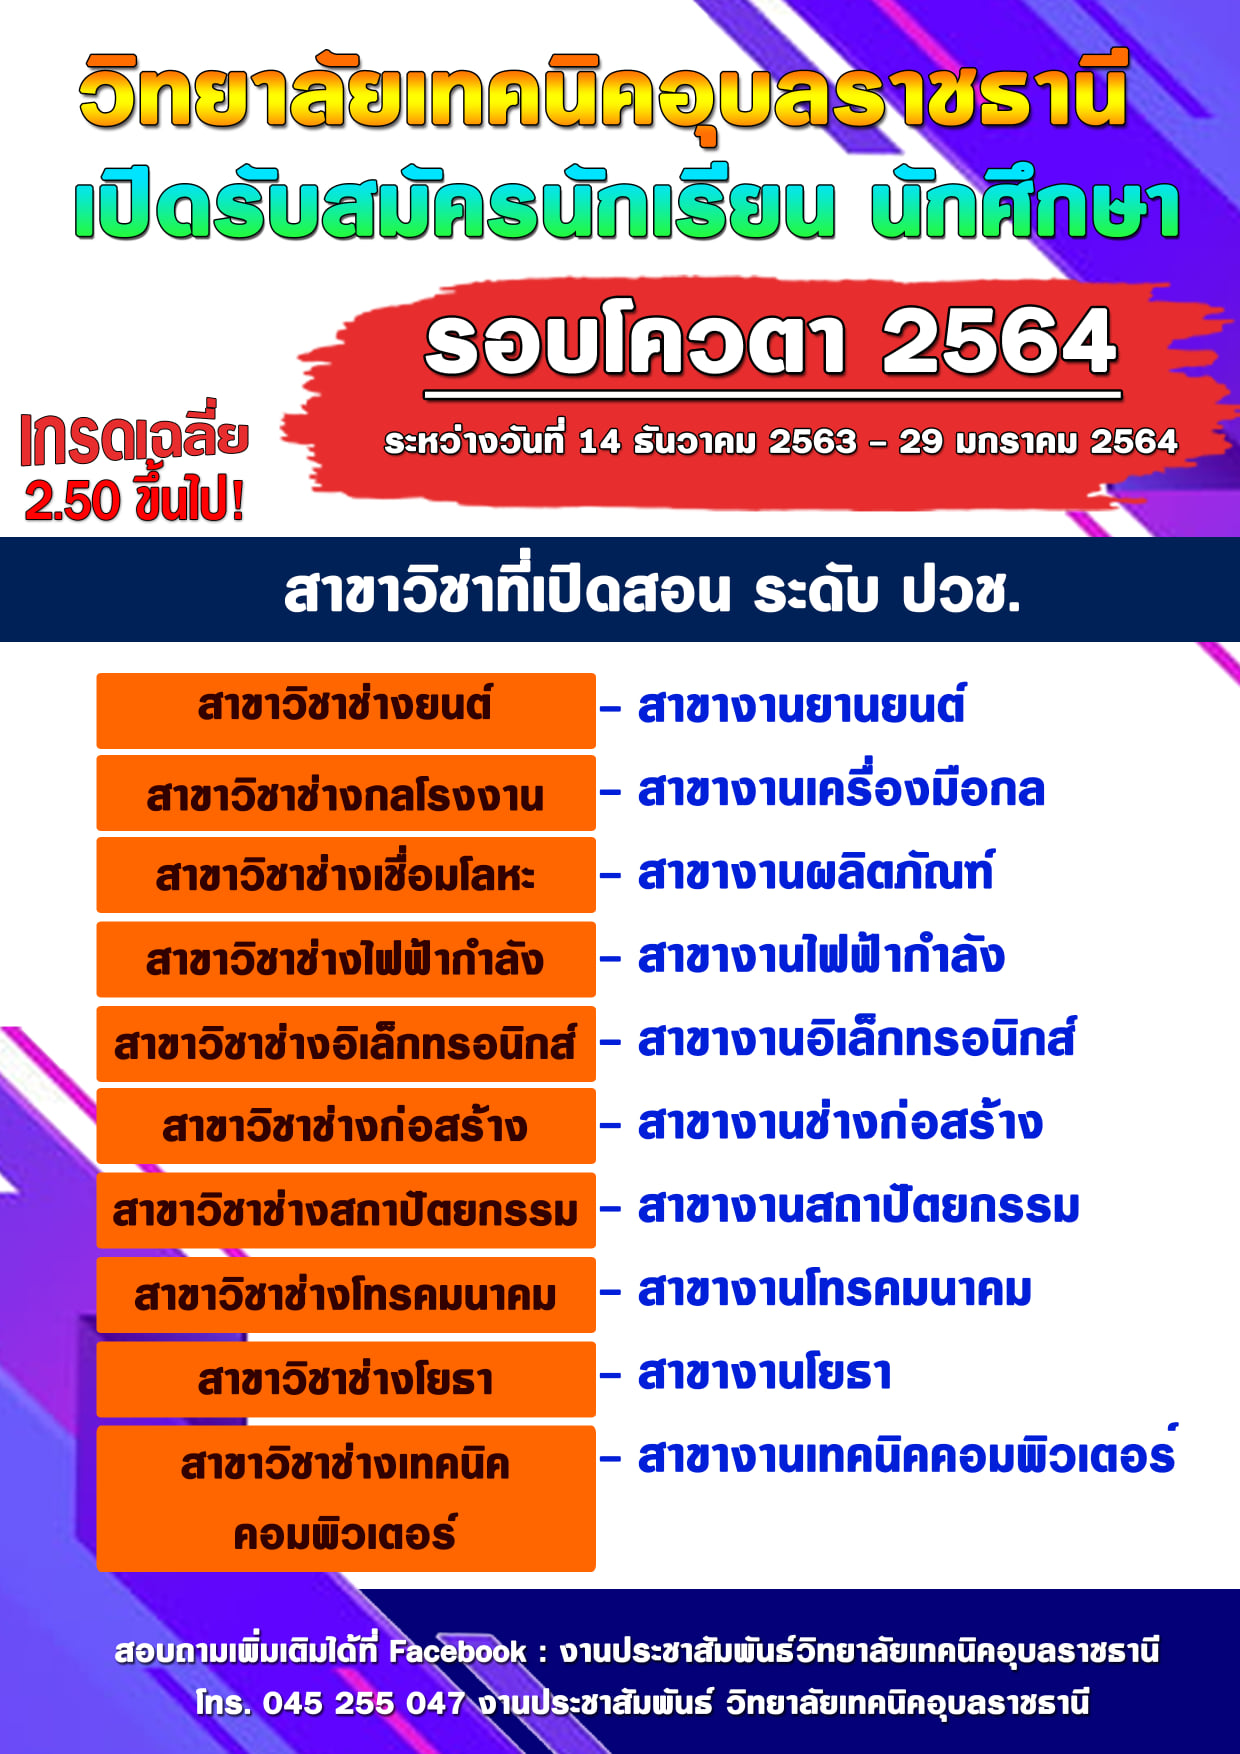 วิทยาลัยเทคนิคอุบลราชธานี
เปิดรับสมัครนักเรียน นักศึกษา
รอบโควตา 2564
ระหว่างวันที่ 14 ธันวาคม 2563 – 29 มกราคม 2564
เกรดเฉลี่ย
2.50 ขึ้นไป!
สาขาวิชาที่เปิดสอน ระดับ ปวช.
สาขาวิชาช่างยนต์ – สาขางานยานยนต์
สาขาวิชาช่างกลโรงงาน – สาขางานเครื่องมือกล
สาขาวิชาช่างเชื่อมโลหะ – สาขางานผลิตภัณฑ์
สาขาวิชาช่างไฟฟ้ากำลัง – สาขางานไฟฟ้ากำลัง
สาขาวิชาช่างอิเล็กทรอนิกส์ – สาขางานอิเล็กทรอนิกส์
สาขาวิชาช่างก่อสร้าง – สาขางานช่างก่อสร้าง
สาขาวิชาช่างสถาปัตยกรรม – สาขางานสถาปัตยกรรม
สาขาวิชาช่างโทรคมนาคม – สาขางานโทรคมนาคม
สาขาวิชาช่างโยธา – สาขางานโยธา
สาขาวิชาช่างเทคนิค – สาขางานเทคนิคคอมพิวเตอร์
คอมพิวเตอร์
สอบถามเพิ่มเติมได้ที่ Facebook : งานประชาสัมพันธ์วิทยาลัยเทคนิคอุบลราชธานี
โทร. 045 255 047 งานประชาสัมพันธ์ วิทยาลัยเทคนิคอุบลราชธานี